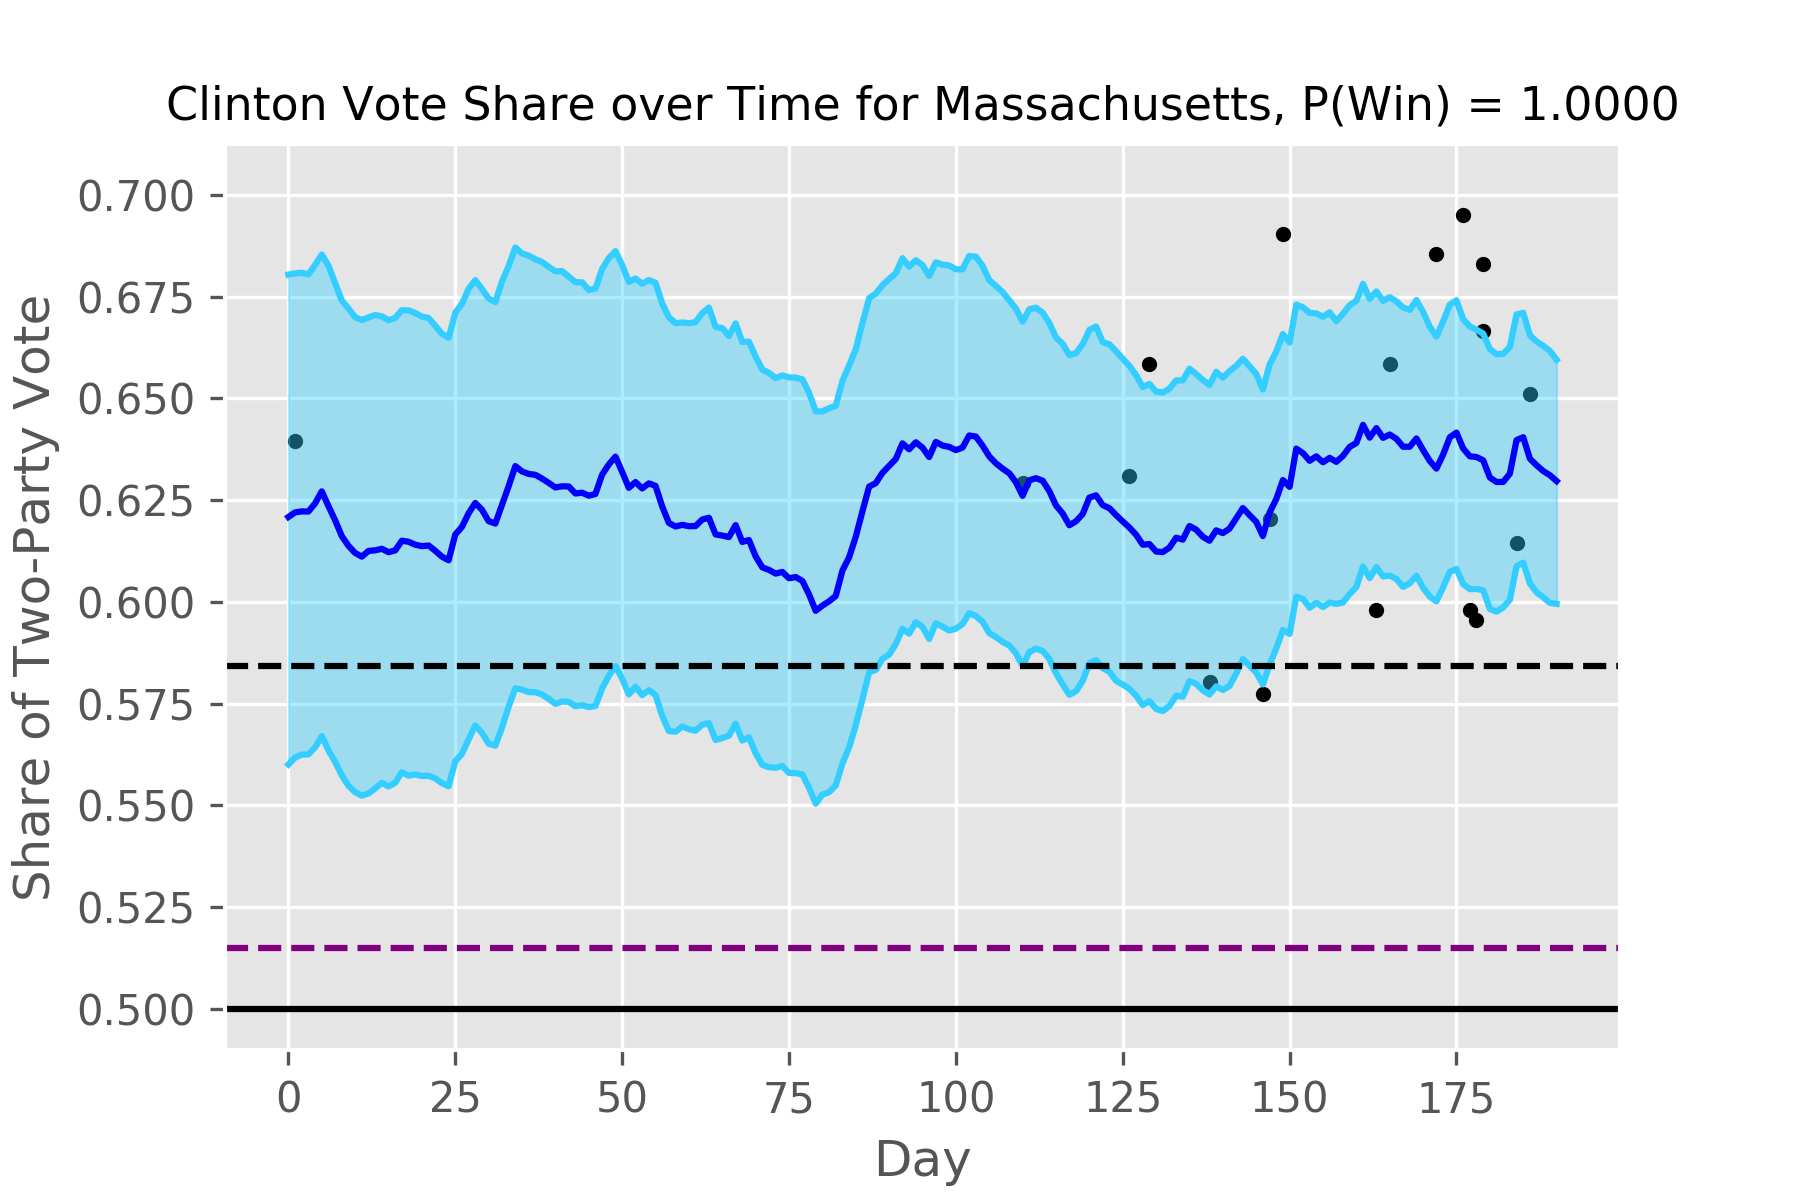 Clinton Vote Share over Time for Massachusetts, P(Win) = 1.0000
Share of Two-Party Vote
0.700
0.675
0.650
0.625
0.600
0.575
0.550
0.525
0.500
0 25 50 75 100 125 150 175
Day